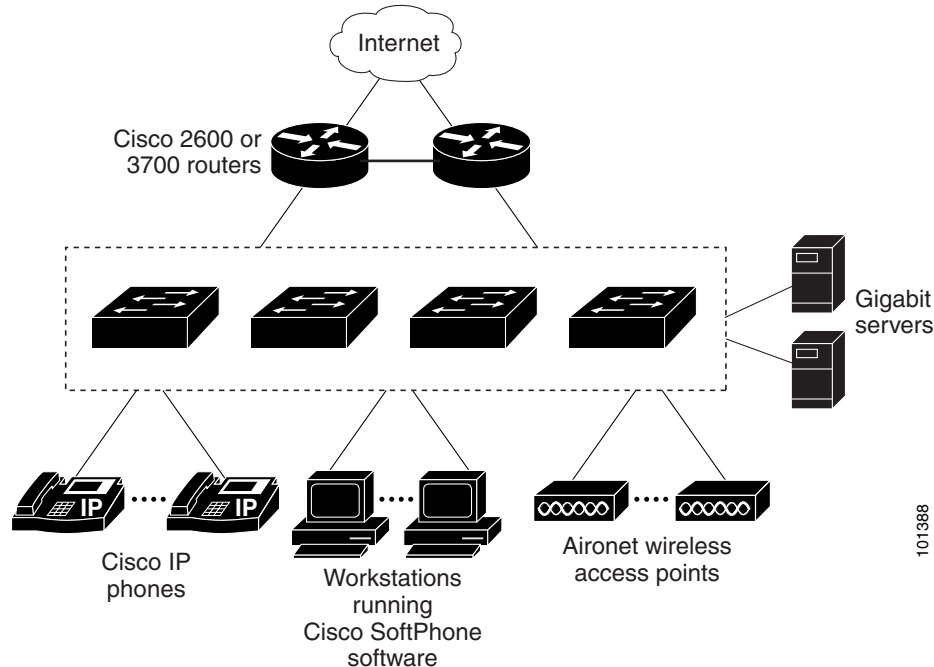 Internet
Cisco 2600 or
3700 routers
Gigabit
servers
IP
IP
Cisco IP
phones
Workstations
running
Cisco SoftPhone
software
Aironet wireless
access points
101388